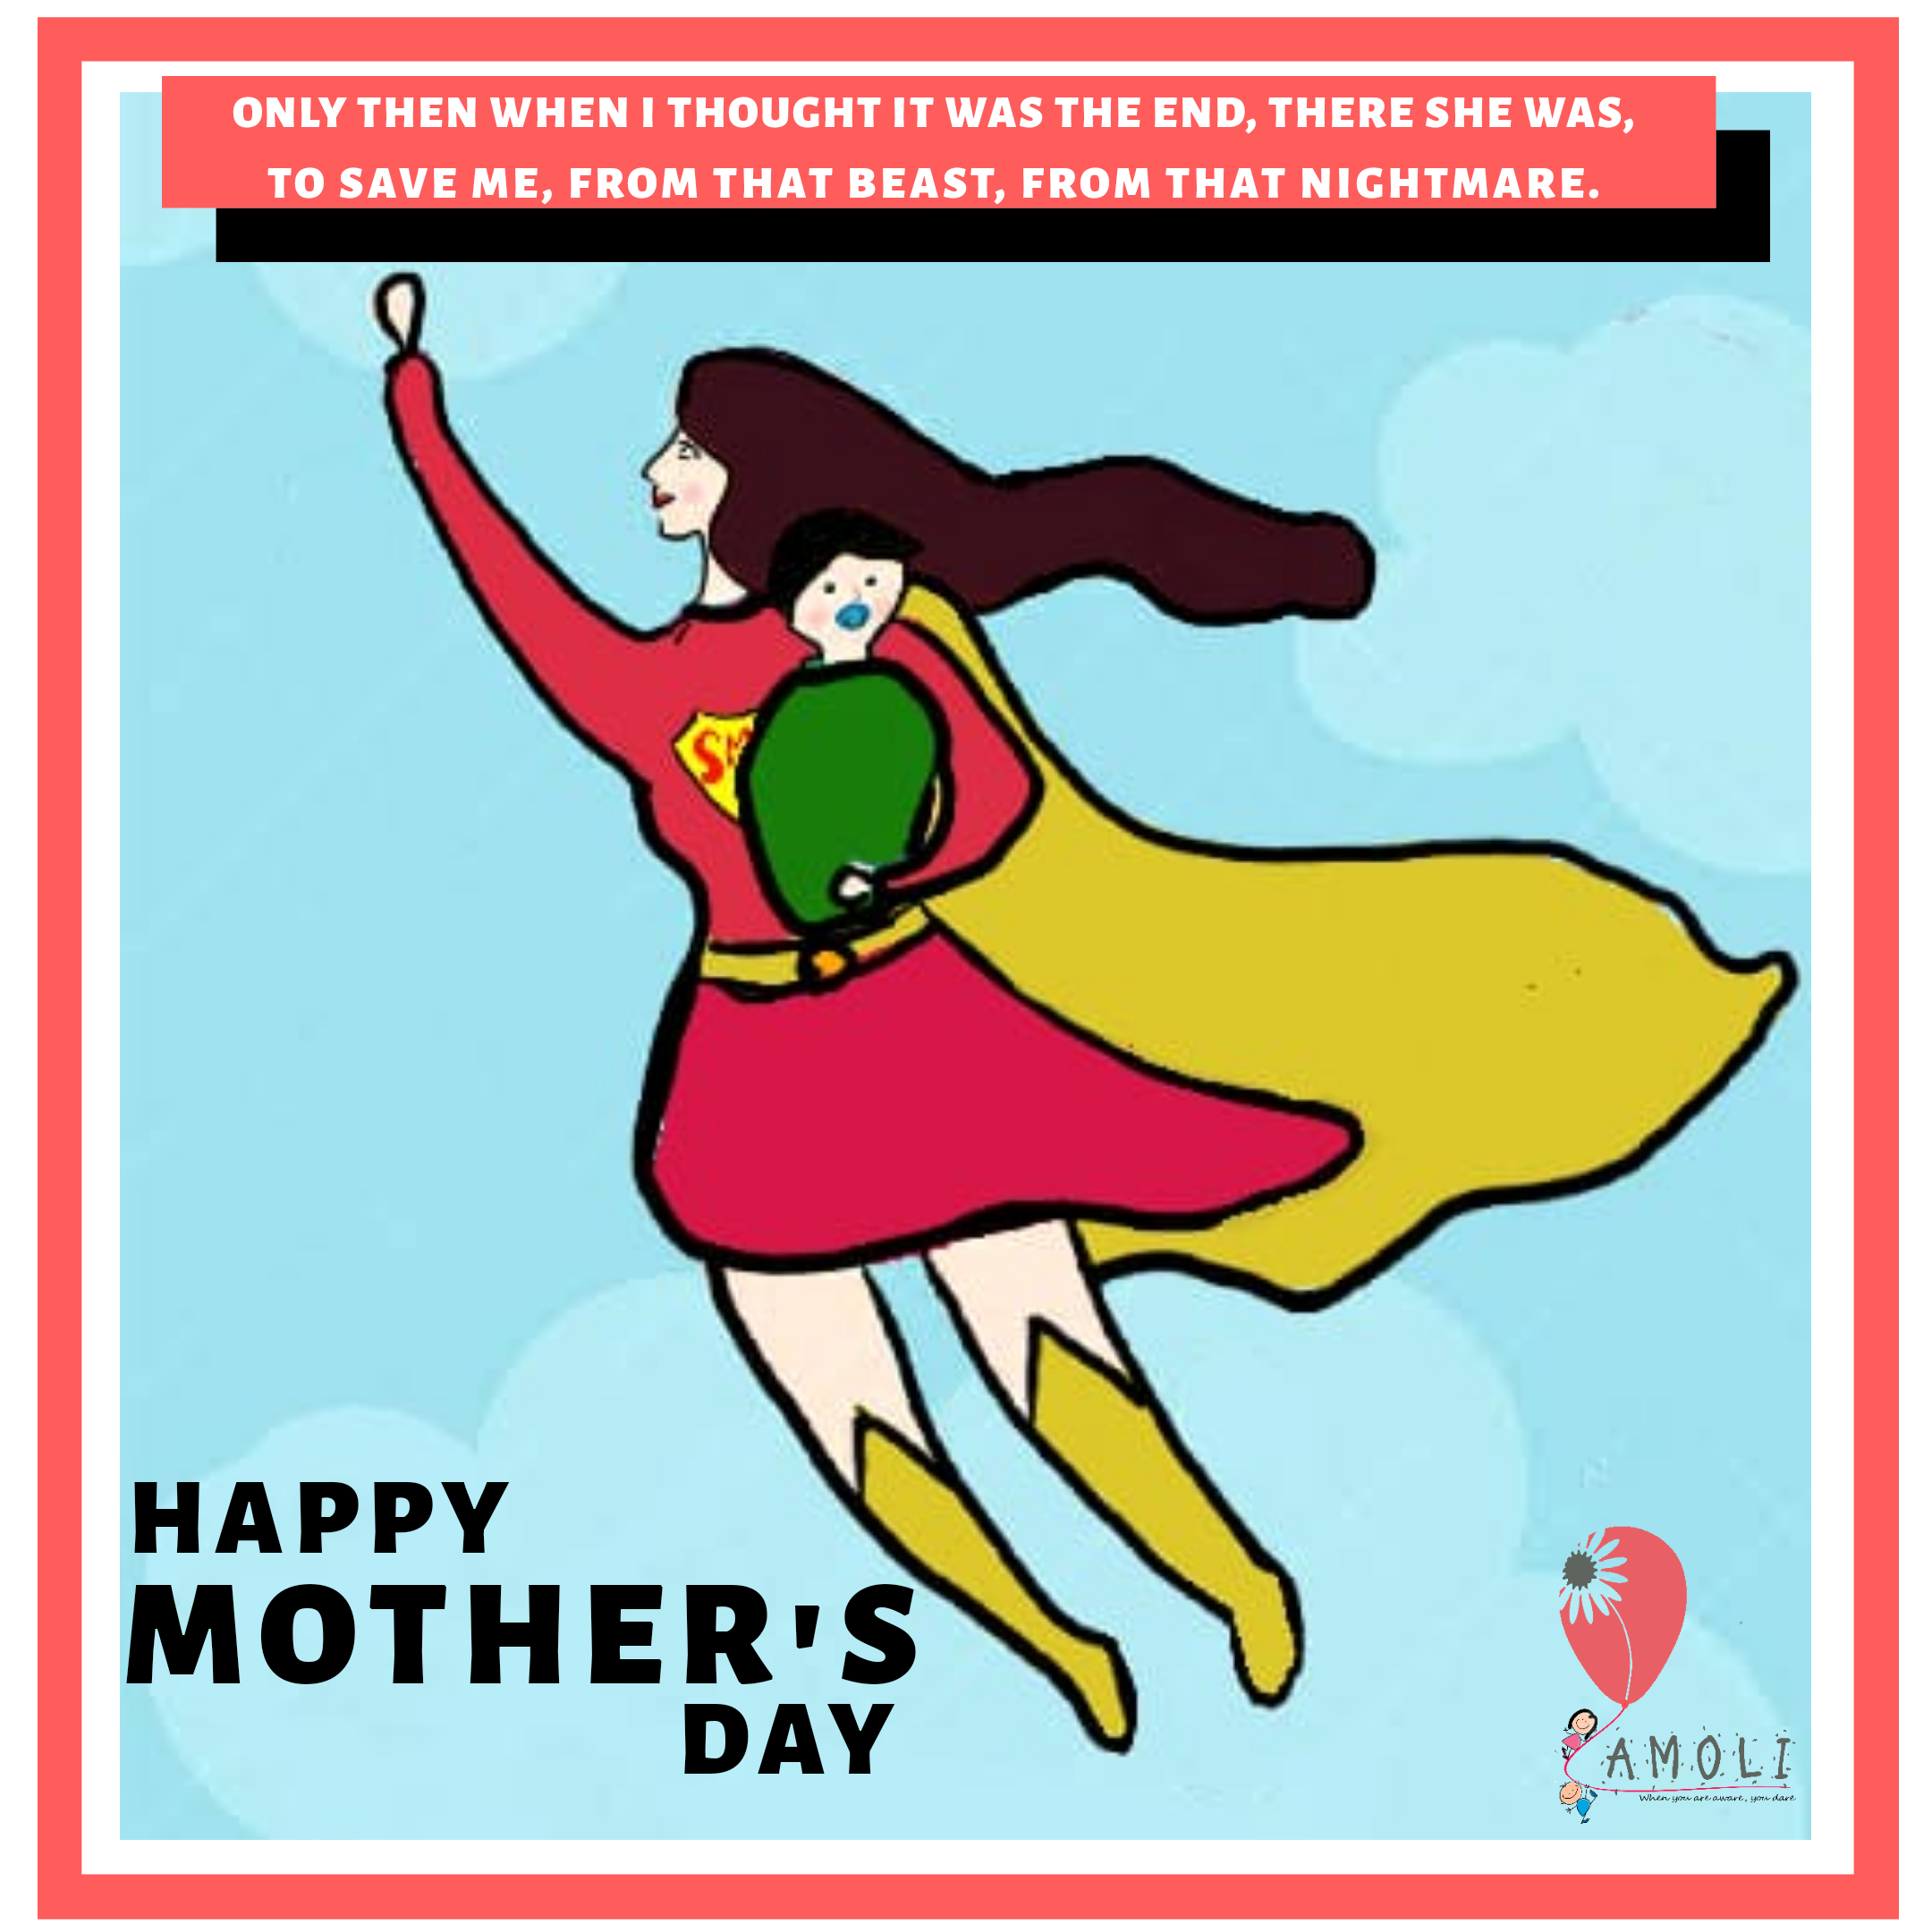 ONLY THEN WHEN I THOUGHT IT WAS THE END, THERE SHE WAS,
TO SAVE ME, FROM THAT BEAST, FROM THAT NIGHTMARE.
SM
HAPPY
MOTHER'S
DAY
AMOLI
When you are aware, you dare